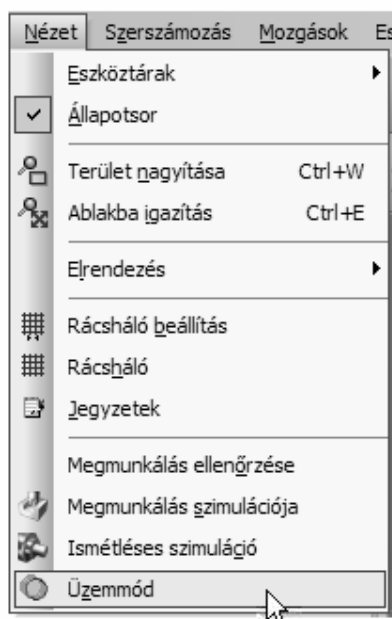 Nézet Szerszámozás Mozgások Es
Eszköztárak
Állapotsor
Terület nagyítása Ctrl+W
Ablakba igazítás Ctrl+E
Elrendezés
Rácsháló beállítás
Rácsháló
Jegyzetek
Megmunkálás ellenőrzése
Megmunkálás szimulációja
Ismétléses szimuláció
Üzemmód